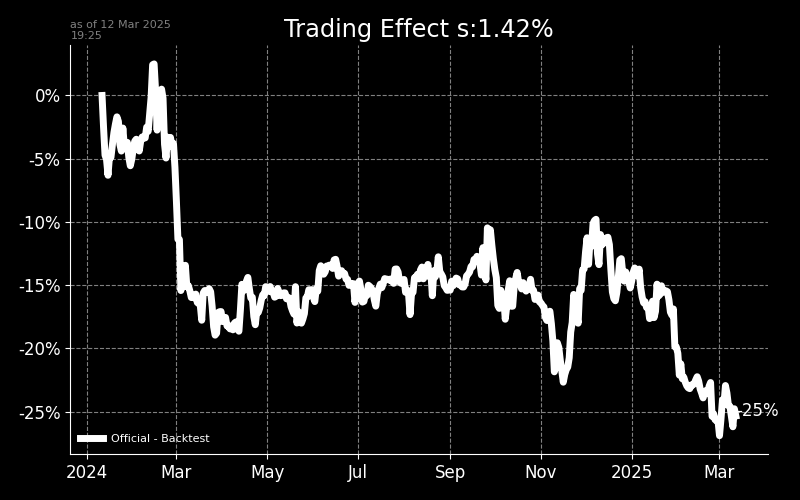 as of 12 Mar 2025
19:25
Trading Effect s:1.42%
0%
-5%
-10%
-15%
-20%
-25%
-25%
Official - Backtest
2024 Mar May Jul Sep Nov 2025 Mar